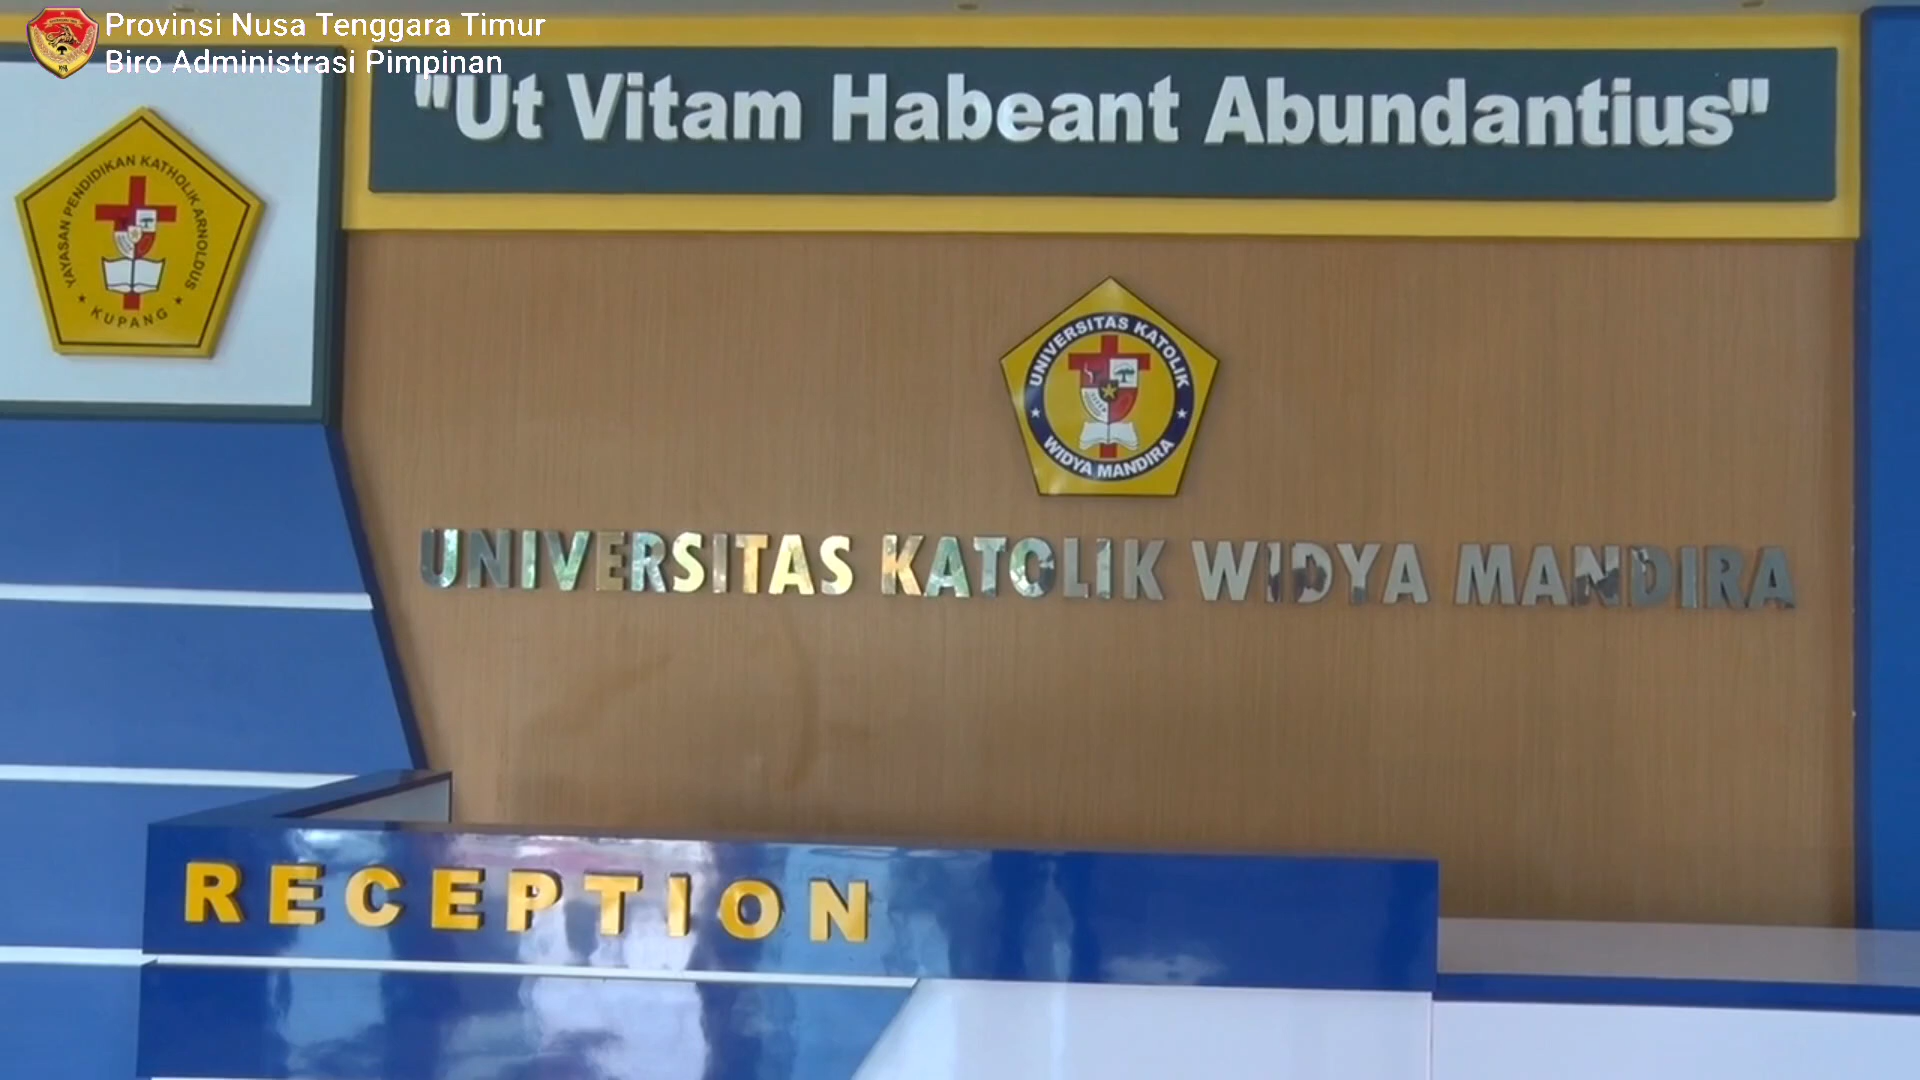 Provinsi Nusa Tenggara Timur
Biro Administrasi Pimpinan
"Ut Vitam Habeant Abundantius"
YAYASAN PENDIDIKAN KATHOLIK ARNOLDUS
KUPANG
UNIVERSITAS KATOLIK
WIDYA MANDIRA
UNIVERSITAS KATOLIK WIDYA MANDIRA
RECEPTION